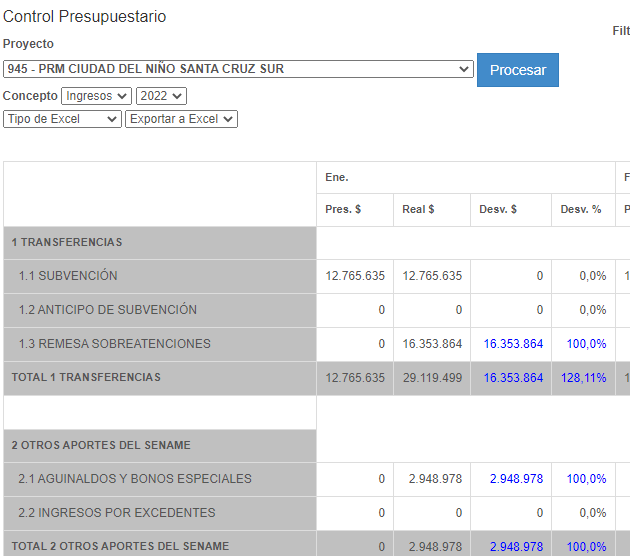 Control Presupuestario
Filt
Proyecto
945 - PRM CIUDAD DEL NIÑO SANTA CRUZ SUR
Procesar
Concepto Ingresos 2022
Tipo de Excel Exportar a Excel
Ene. F
Pres. $ Real $ Desv. $ Desv. % P
1 TRANSFERENCIAS
1.1 SUBVENCIÓN 12.765.635 12.765.635 0 0,0% 1
1.2 ANTICIPO DE SUBVENCIÓN 0 0 0 0,0%
1.3 REMESA SOBREATENCIONES 0 16.353.864 16.353.864 100,0%
TOTAL 1 TRANSFERENCIAS 12.765.635 29.119.499 16.353.864 128,11% 1
2 OTROS APORTES DEL SENAME
2.1 AGUINALDOS Y BONOS ESPECIALES 0 2.948.978 2.948.978 100,0%
2.2 INGRESOS POR EXCEDENTES 0 0 0 0,0%
TOTAL 2 OTROS APORTES DEL SENAME 0 2.948.978 2.948.978 100,0%